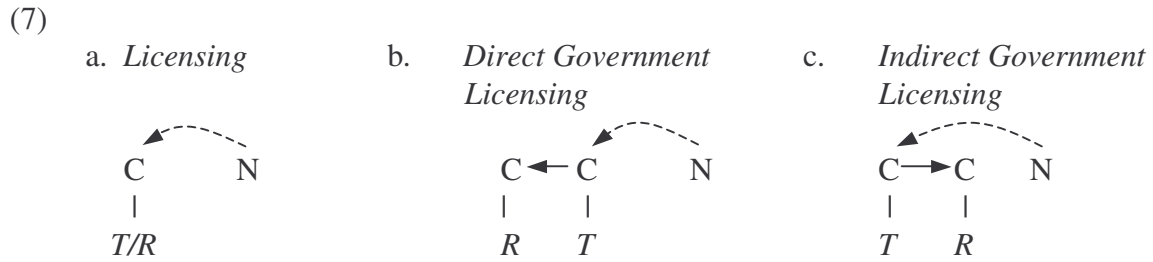 (7)
a. Licensing b. Direct Government c. Indirect Government
Licensing Licensing
C N C C N C C N
T/R R T T R